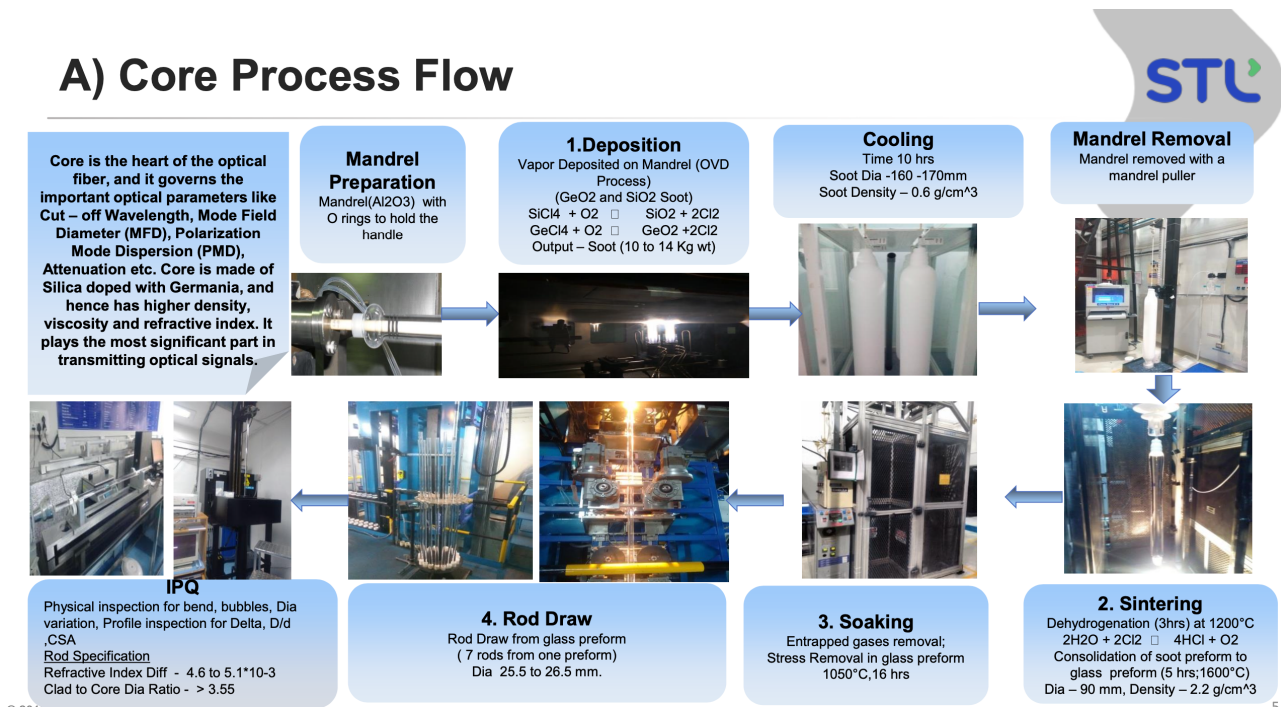 A) Core Process Flow
STL
Core is the heart of the optical
fiber, and it governs the
important optical parameters like
Cut – off Wavelength, Mode Field
Diameter (MFD), Polarization
Mode Dispersion (PMD),
Attenuation etc. Core is made of
Silica doped with Germania, and
hence has higher density,
viscosity and refractive index. It
plays the most significant part in
transmitting optical signals.
Mandrel
Preparation
Mandrel(Al2O3) with
O rings to hold the
handle
1.Deposition
Vapor Deposited on Mandrel (OVD
Process)
(GeO2 and SiO2 Soot)
SiCl4 + O2 □ SiO2 + 2Cl2
GeCl4 + O2 □ GeO2 +2Cl2
Output – Soot (10 to 14 Kg wt)
Cooling
Time 10 hrs
Soot Dia -160 -170mm
Soot Density – 0.6 g/cm^3
Mandrel Removal
Mandrel removed with a
mandrel puller
2. Sintering
Dehydrogenation (3hrs) at 1200°C
2H2O + 2Cl2 □ 4HCl + O2
Consolidation of soot preform to
glass preform (5 hrs;1600°C)
Dia – 90 mm, Density – 2.2 g/cm^3
3. Soaking
Entrapped gases removal;
Stress Removal in glass preform
1050°C,16 hrs
4. Rod Draw
Rod Draw from glass preform
( 7 rods from one preform)
Dia 25.5 to 26.5 mm.
IPQ
Physical inspection for bend, bubbles, Dia
variation, Profile inspection for Delta, D/d
,CSA
Rod Specification
Refractive Index Diff - 4.6 to 5.1*10-3
Clad to Core Dia Ratio - > 3.55